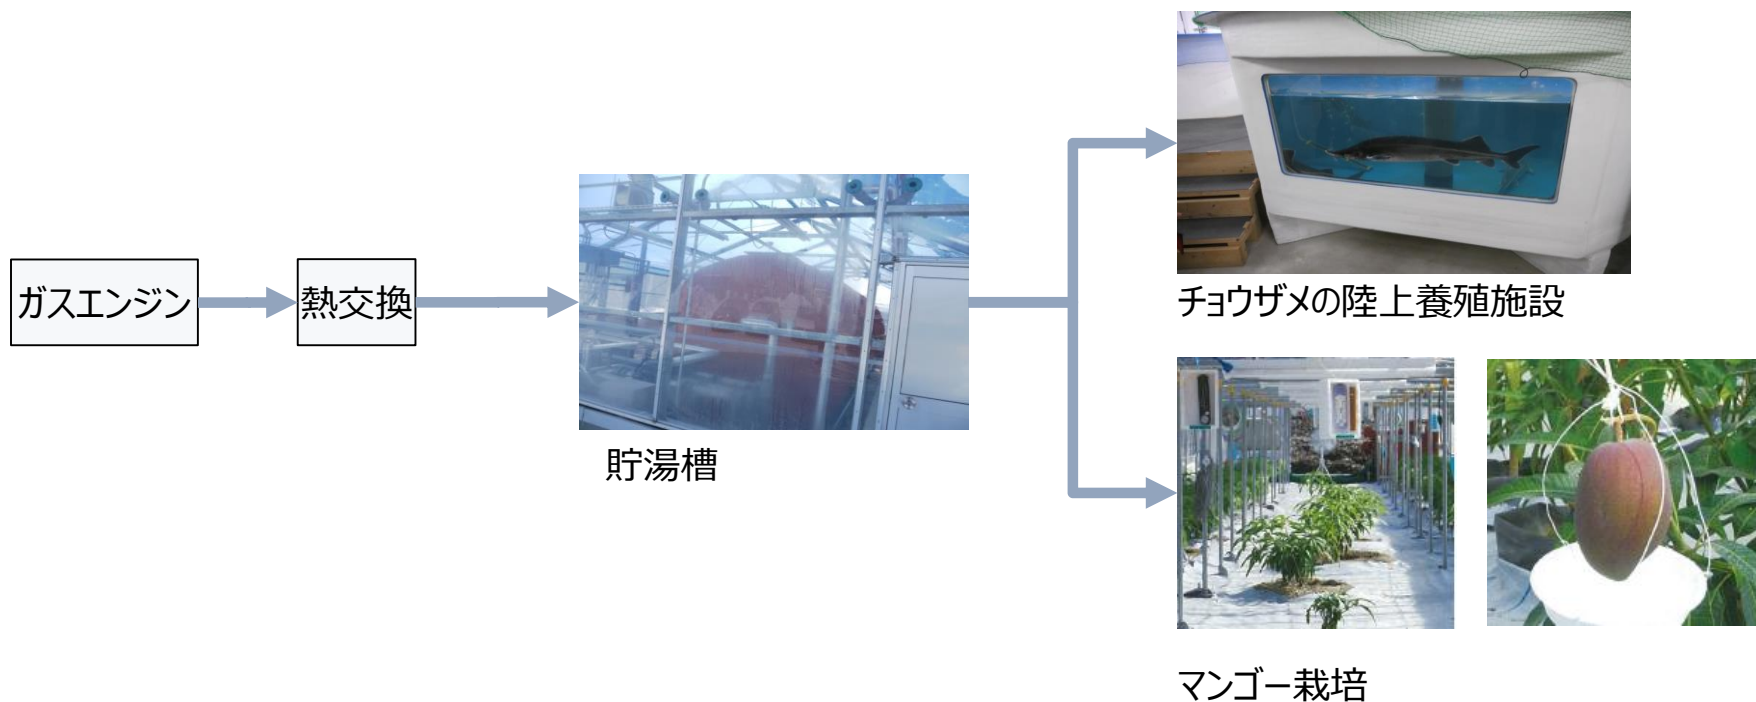 ガスエンジン
熱交換
貯湯槽
チョウザメの陸上養殖施設
マンゴー栽培